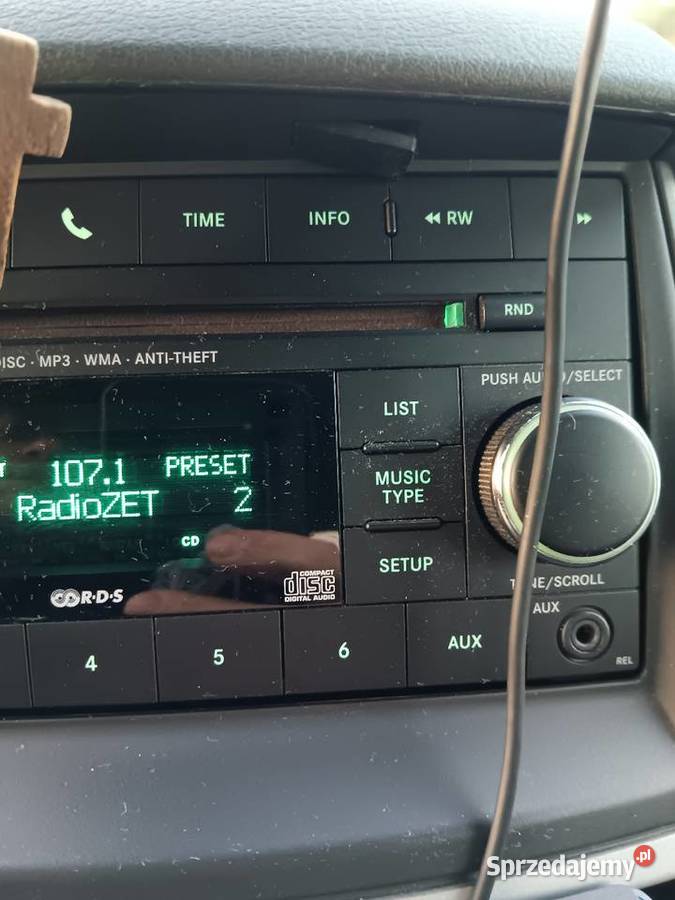 TIME
INFO
RW
RND
DISC · MP3 · WMA · ANTI-THEFT
PUSH AUDIO/SELECT
LIST
107.1 PRESET
RadioZET 2
MUSIC
TYPE
CD
SETUP
R·D·S
COMPACT
disc
DIGITAL AUDIO
TUNE/SCROLL
AUX
4
5
6
AUX
REL
Sprzedajemy.pl